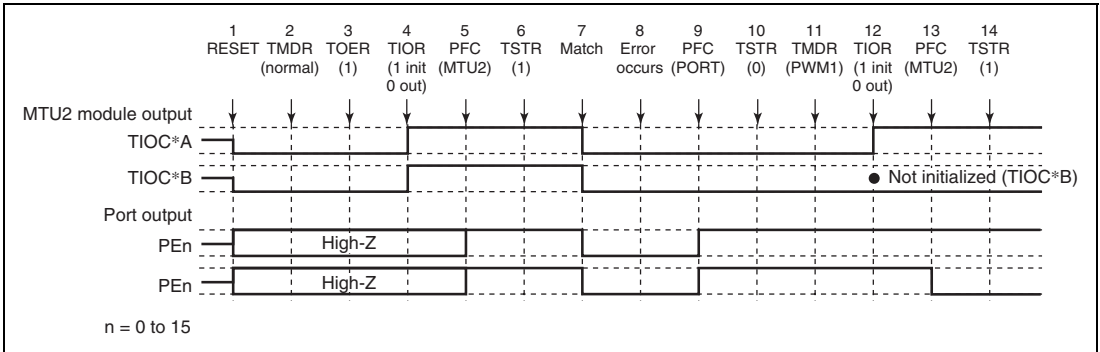 1 2 3 4 5 6 7 8 9 10 11 12 13 14
RESET TMDR TOER TIOR PFC TSTR Match Error PFC TSTR TMDR TIOR PFC TSTR
(normal) (1) (1 init (MTU2) (1) occurs (PORT) (0) (PWM1) (1 init (MTU2) (1)
0 out) 0 out)
MTU2 module output
TIOC*A
TIOC*B
● Not initialized (TIOC*B)
Port output
PEn High-Z
PEn High-Z
n = 0 to 15